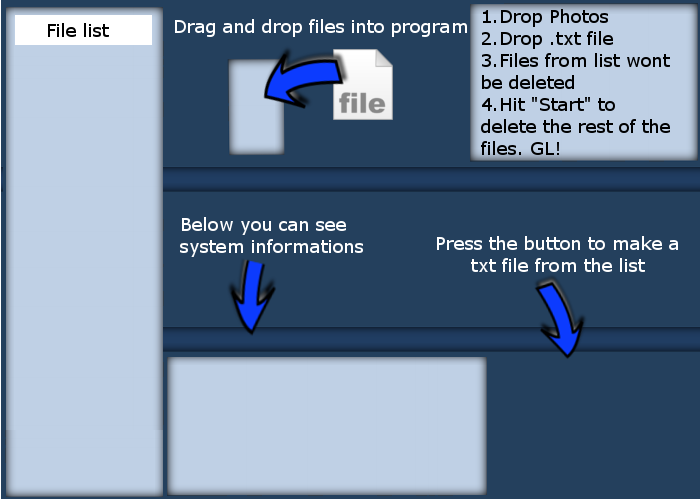 File list
Drag and drop files into program
file
1.Drop Photos
2.Drop .txt file
3.Files from list wont
be deleted
4.Hit "Start" to
delete the rest of the
files. GL!
Below you can see
system informations
Press the button to make a
txt file from the list